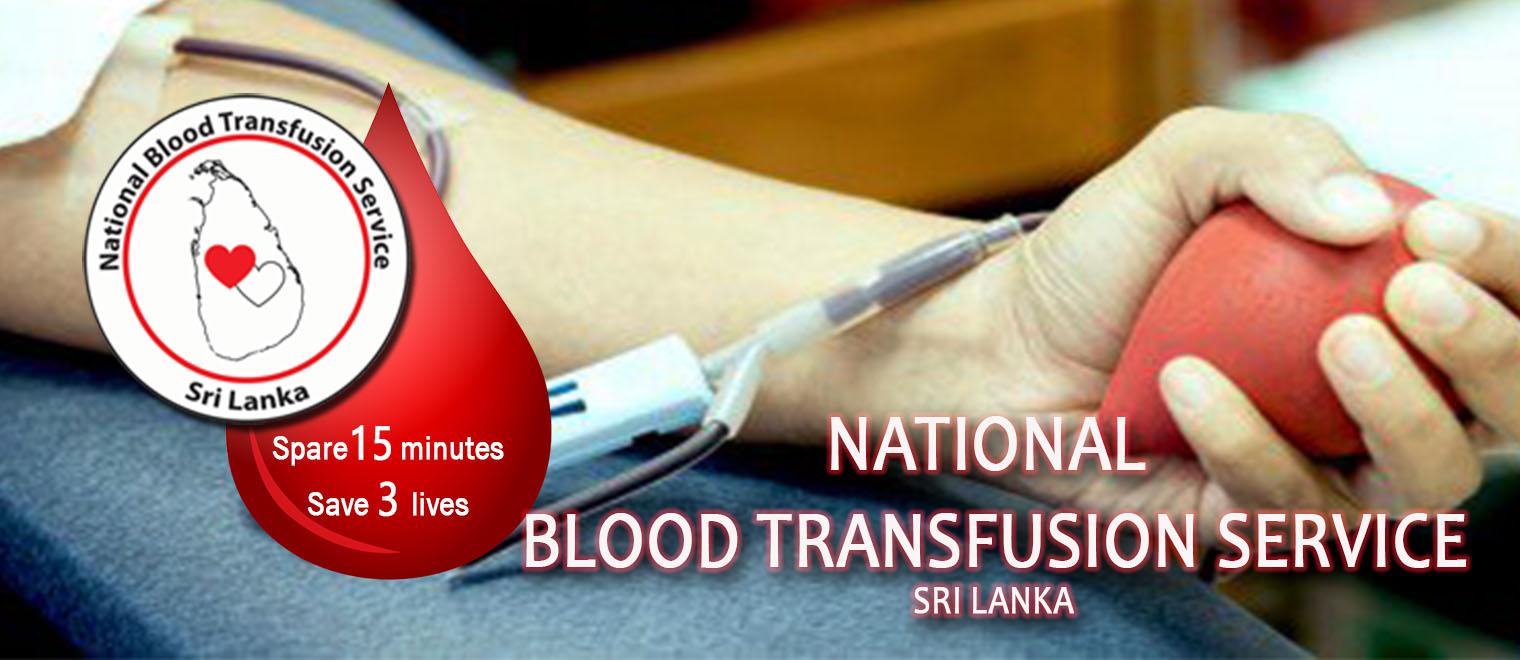 National Blood Transfusion Service
Sri Lanka
Spare 15 minutes
Save 3 lives
NATIONAL
BLOOD TRANSFUSION SERVICE
SRI LANKA